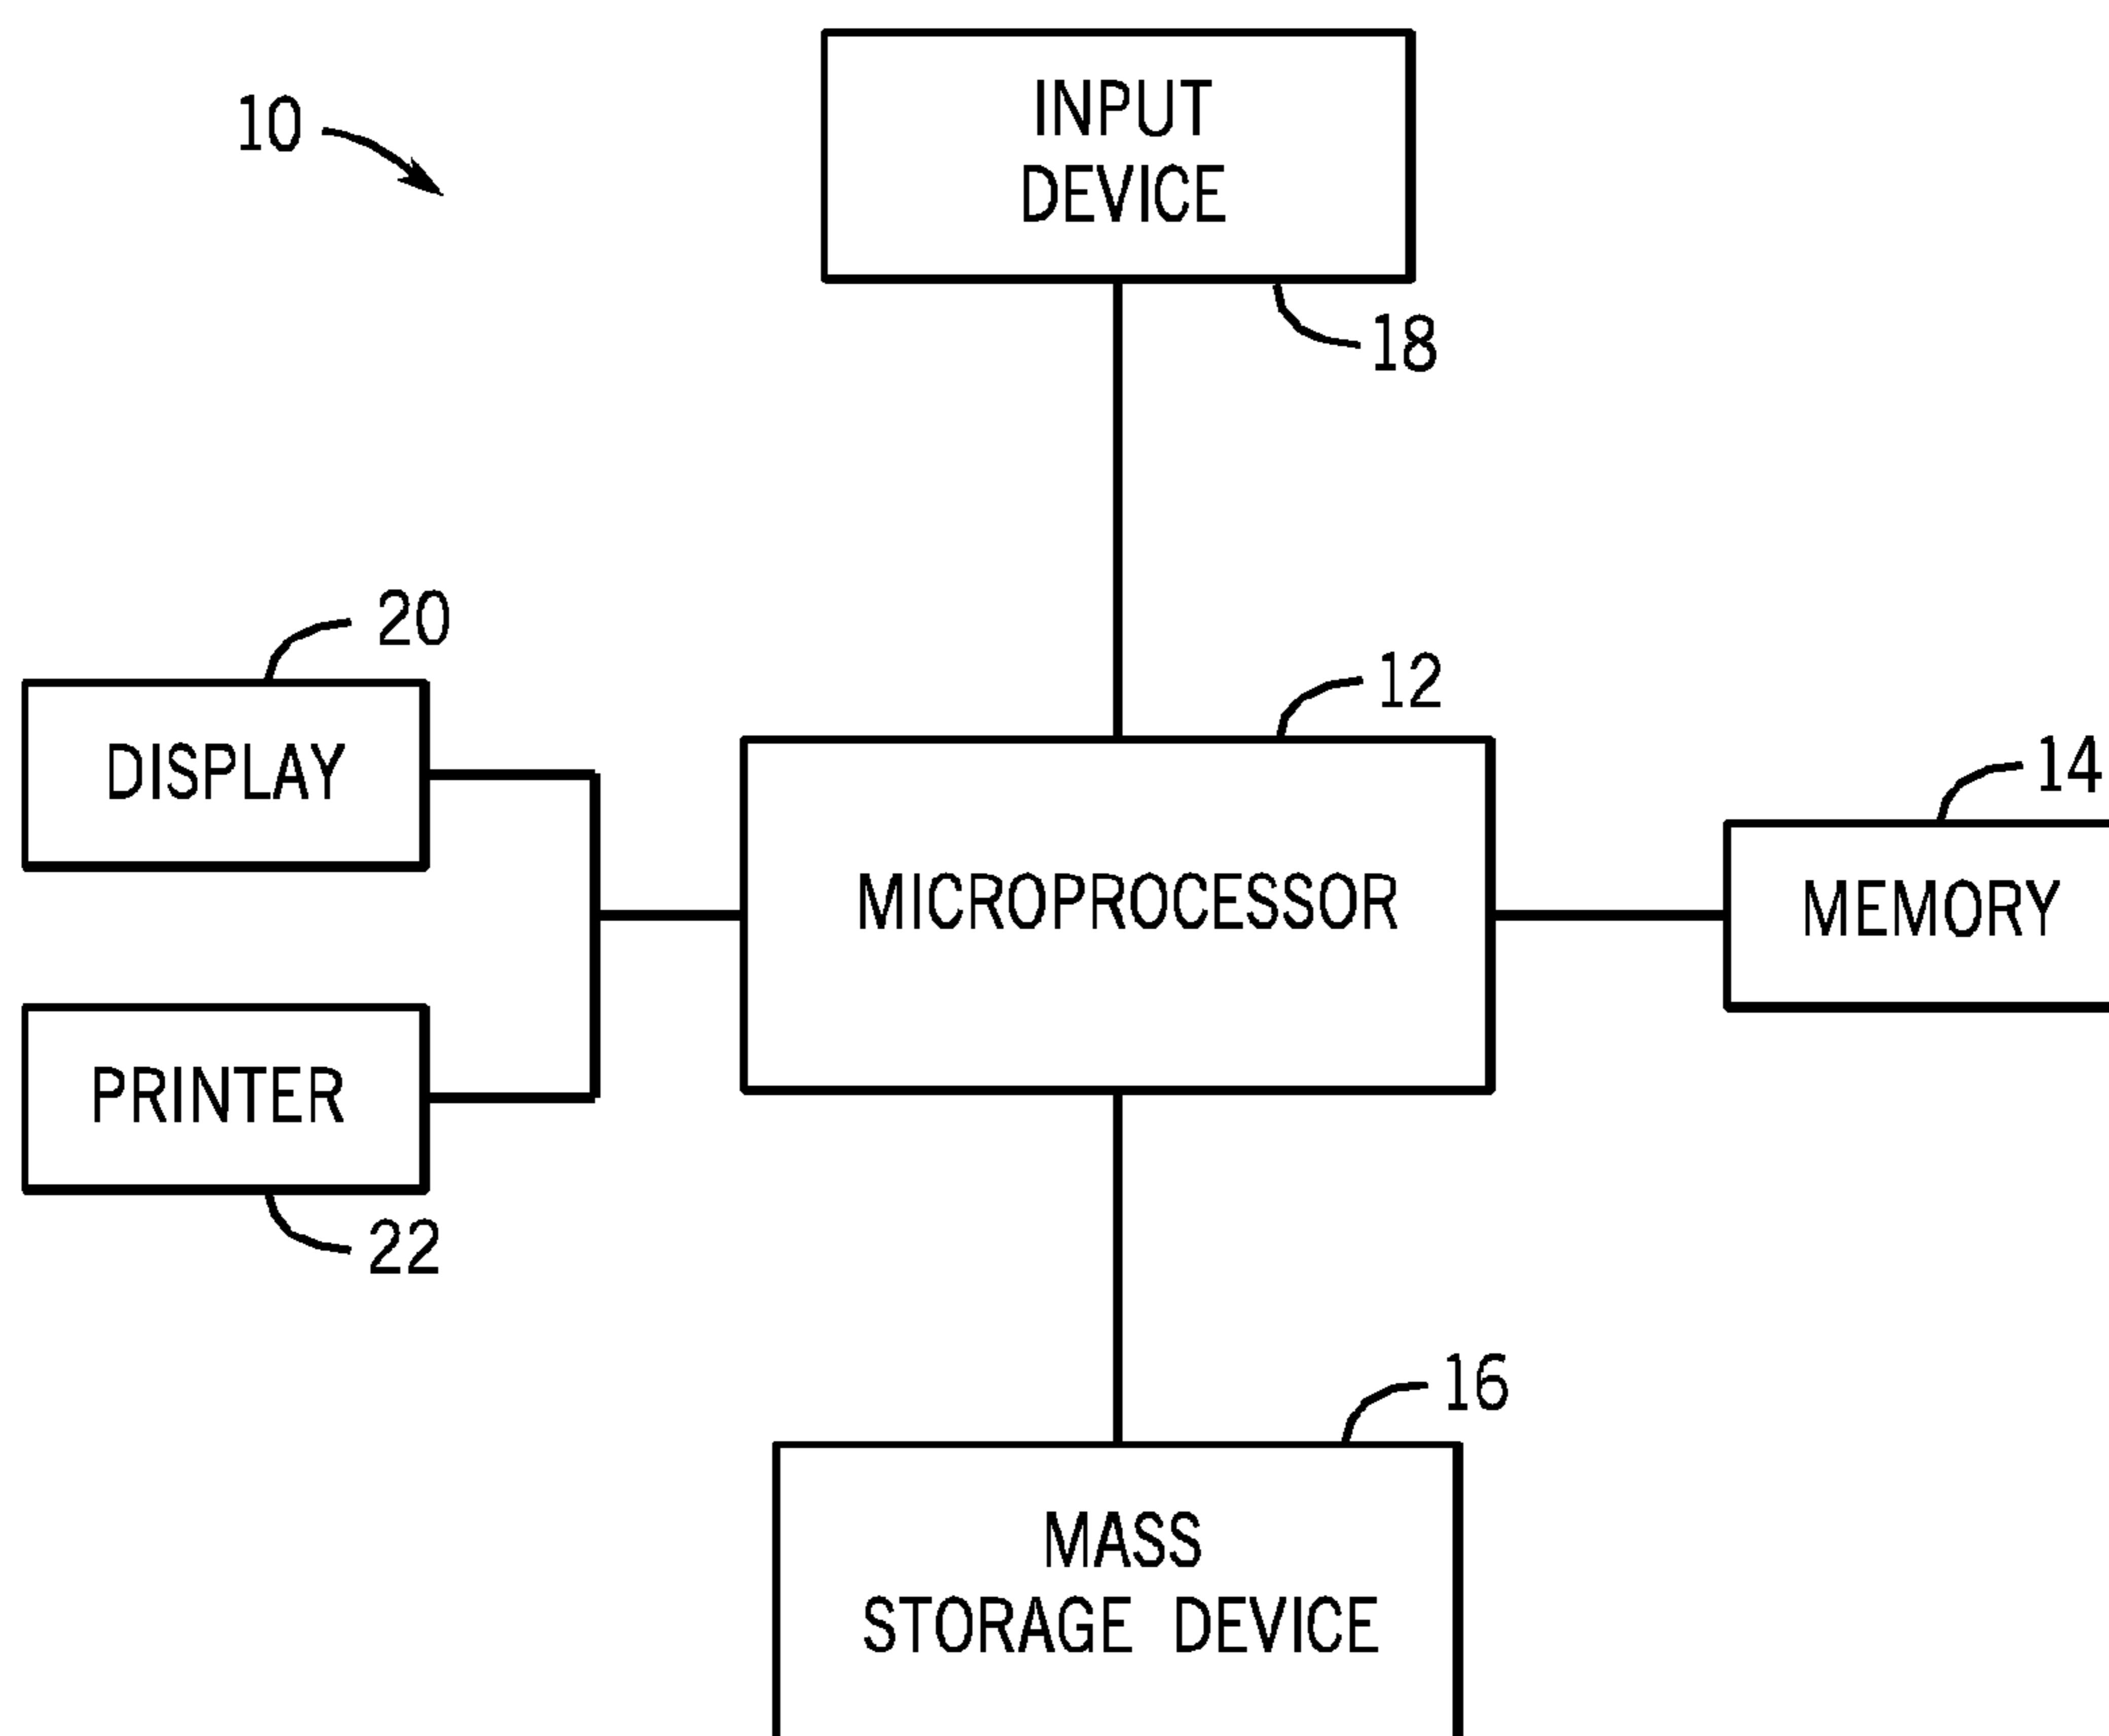 10
INPUT
DEVICE
18
20
12
DISPLAY
14
MICROPROCESSOR
MEMORY
PRINTER
22
16
MASS
STORAGE DEVICE